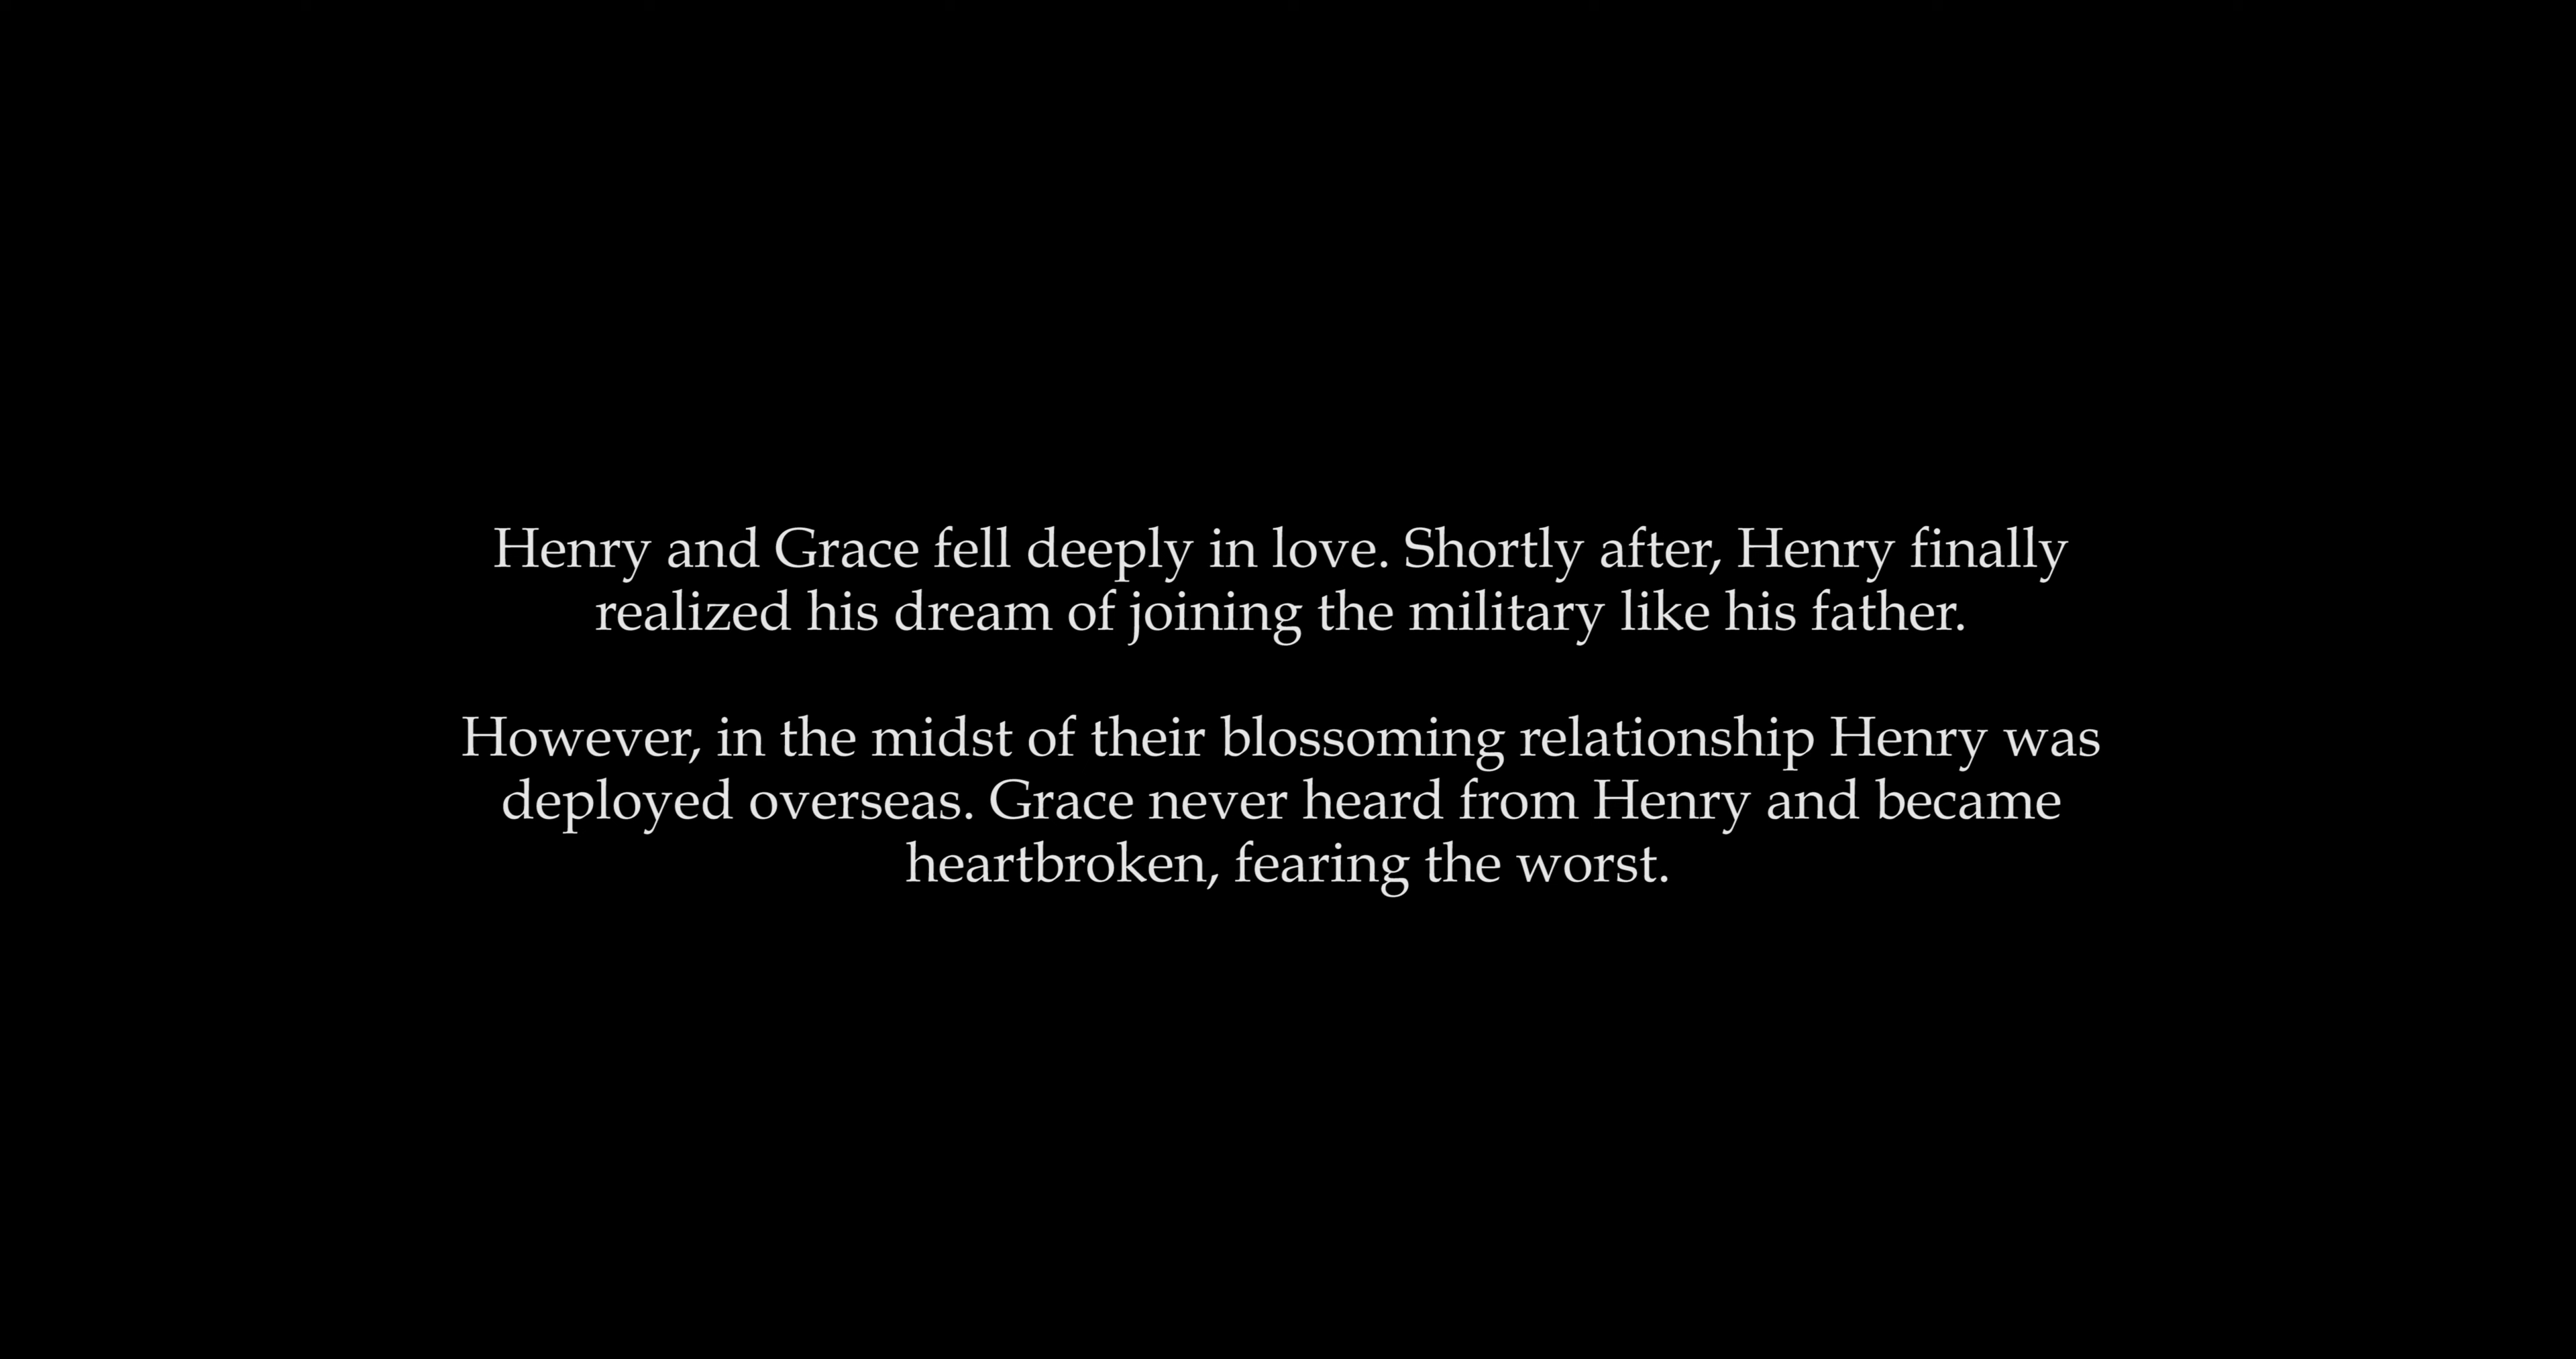 Henry and Grace fell deeply in love. Shortly after, Henry finally
realized his dream of joining the military like his father.
However, in the midst of their blossoming relationship Henry was
deployed overseas. Grace never heard from Henry and became
heartbroken, fearing the worst.